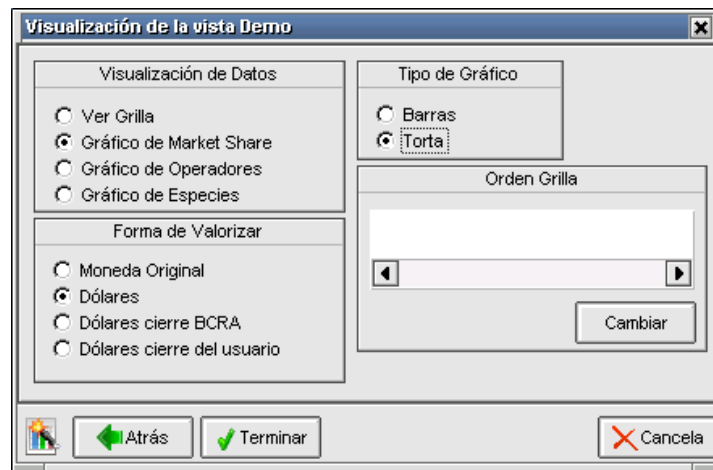 Visualización de la vista Demo
Visualización de Datos
Ver Grilla
Gráfico de Market Share
Gráfico de Operadores
Gráfico de Especies
Tipo de Gráfico
Barras
Torta
Forma de Valorizar
Moneda Original
Dólares
Dólares cierre BCRA
Dólares cierre del usuario
Orden Grilla
Cambiar
Atrás
Terminar
Cancela